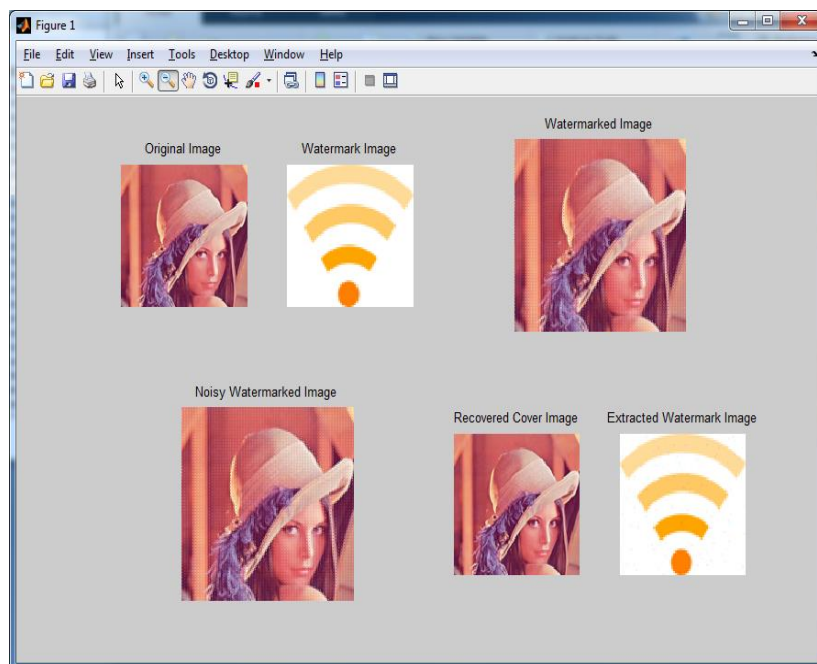 Figure 1
File Edit View Insert Tools Desktop Window Help
Original Image
Watermark Image
Watermarked Image
Noisy Watermarked Image
Recovered Cover Image
Extracted Watermark Image